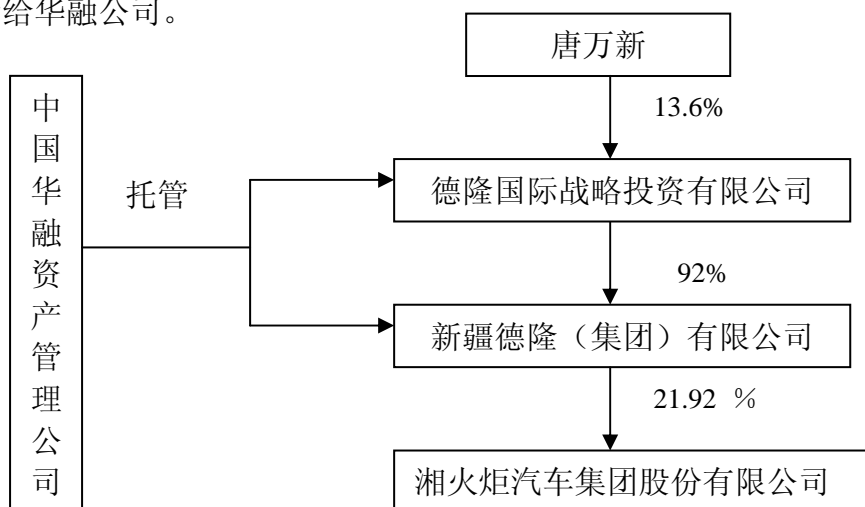 给华融公司。
唐万新
13.6%
中国华融资产管理公司
托管
德隆国际战略投资有限公司
92%
新疆德隆（集团）有限公司
21.92 %
湘火炬汽车集团股份有限公司